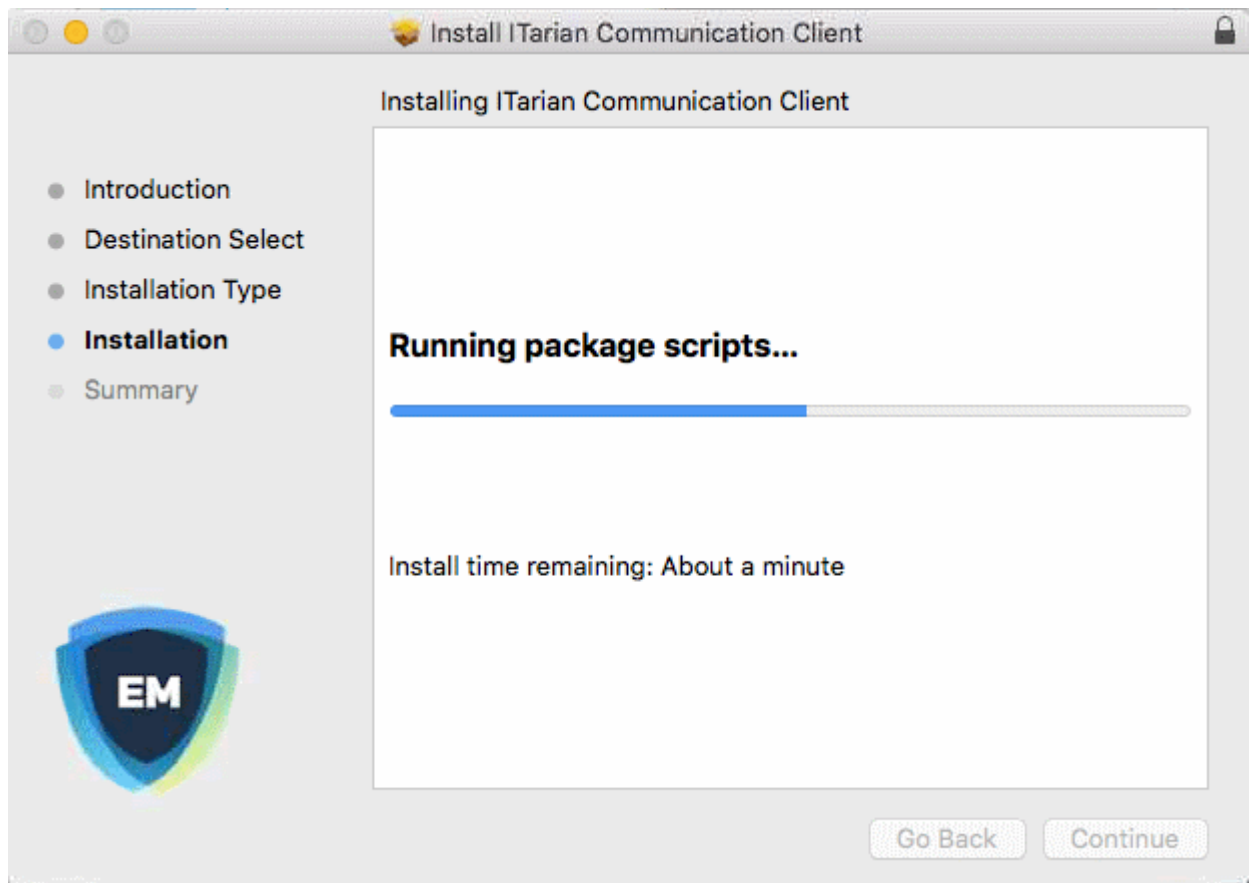 Install ITarian Communication Client
Installing ITarian Communication Client
Introduction
Destination Select
Installation Type
Installation
Summary
Running package scripts...
Install time remaining: About a minute
EM
Go Back
Continue